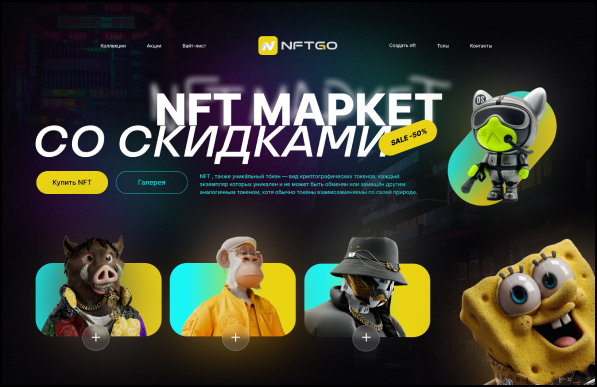 Коллекции Акции Вайт-лист NFTGO Создать nft Топы Контакты
NFT МАРКЕТ
СО СКИДКАМИ
SALE -50%
Купить NFT
Галерея
NFT , также уникальный токен — вид криптографических токенов, каждый
экземпляр которых уникален и не может быть обменян или замещён другим
аналогичным токеном, хотя обычно токены взаимозаменяемы по своей природе.